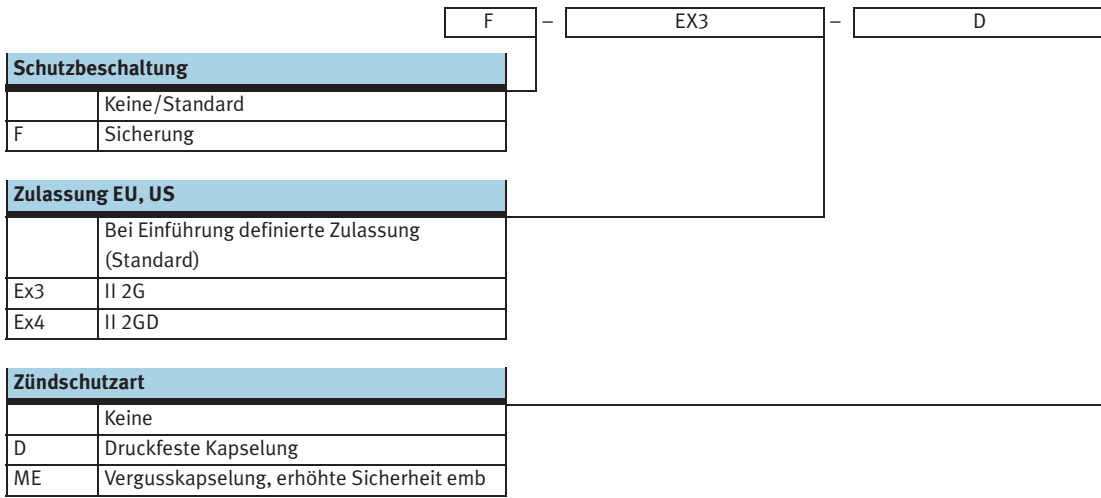 F – EX3 – D
Schutzbeschaltung
Keine/Standard
F Sicherung
Zulassung EU, US
Bei Einführung definierte Zulassung
(Standard)
Ex3 II 2G
Ex4 II 2GD
Zündschutzart
Keine
D Druckfeste Kapselung
ME Vergusskapselung, erhöhte Sicherheit emb